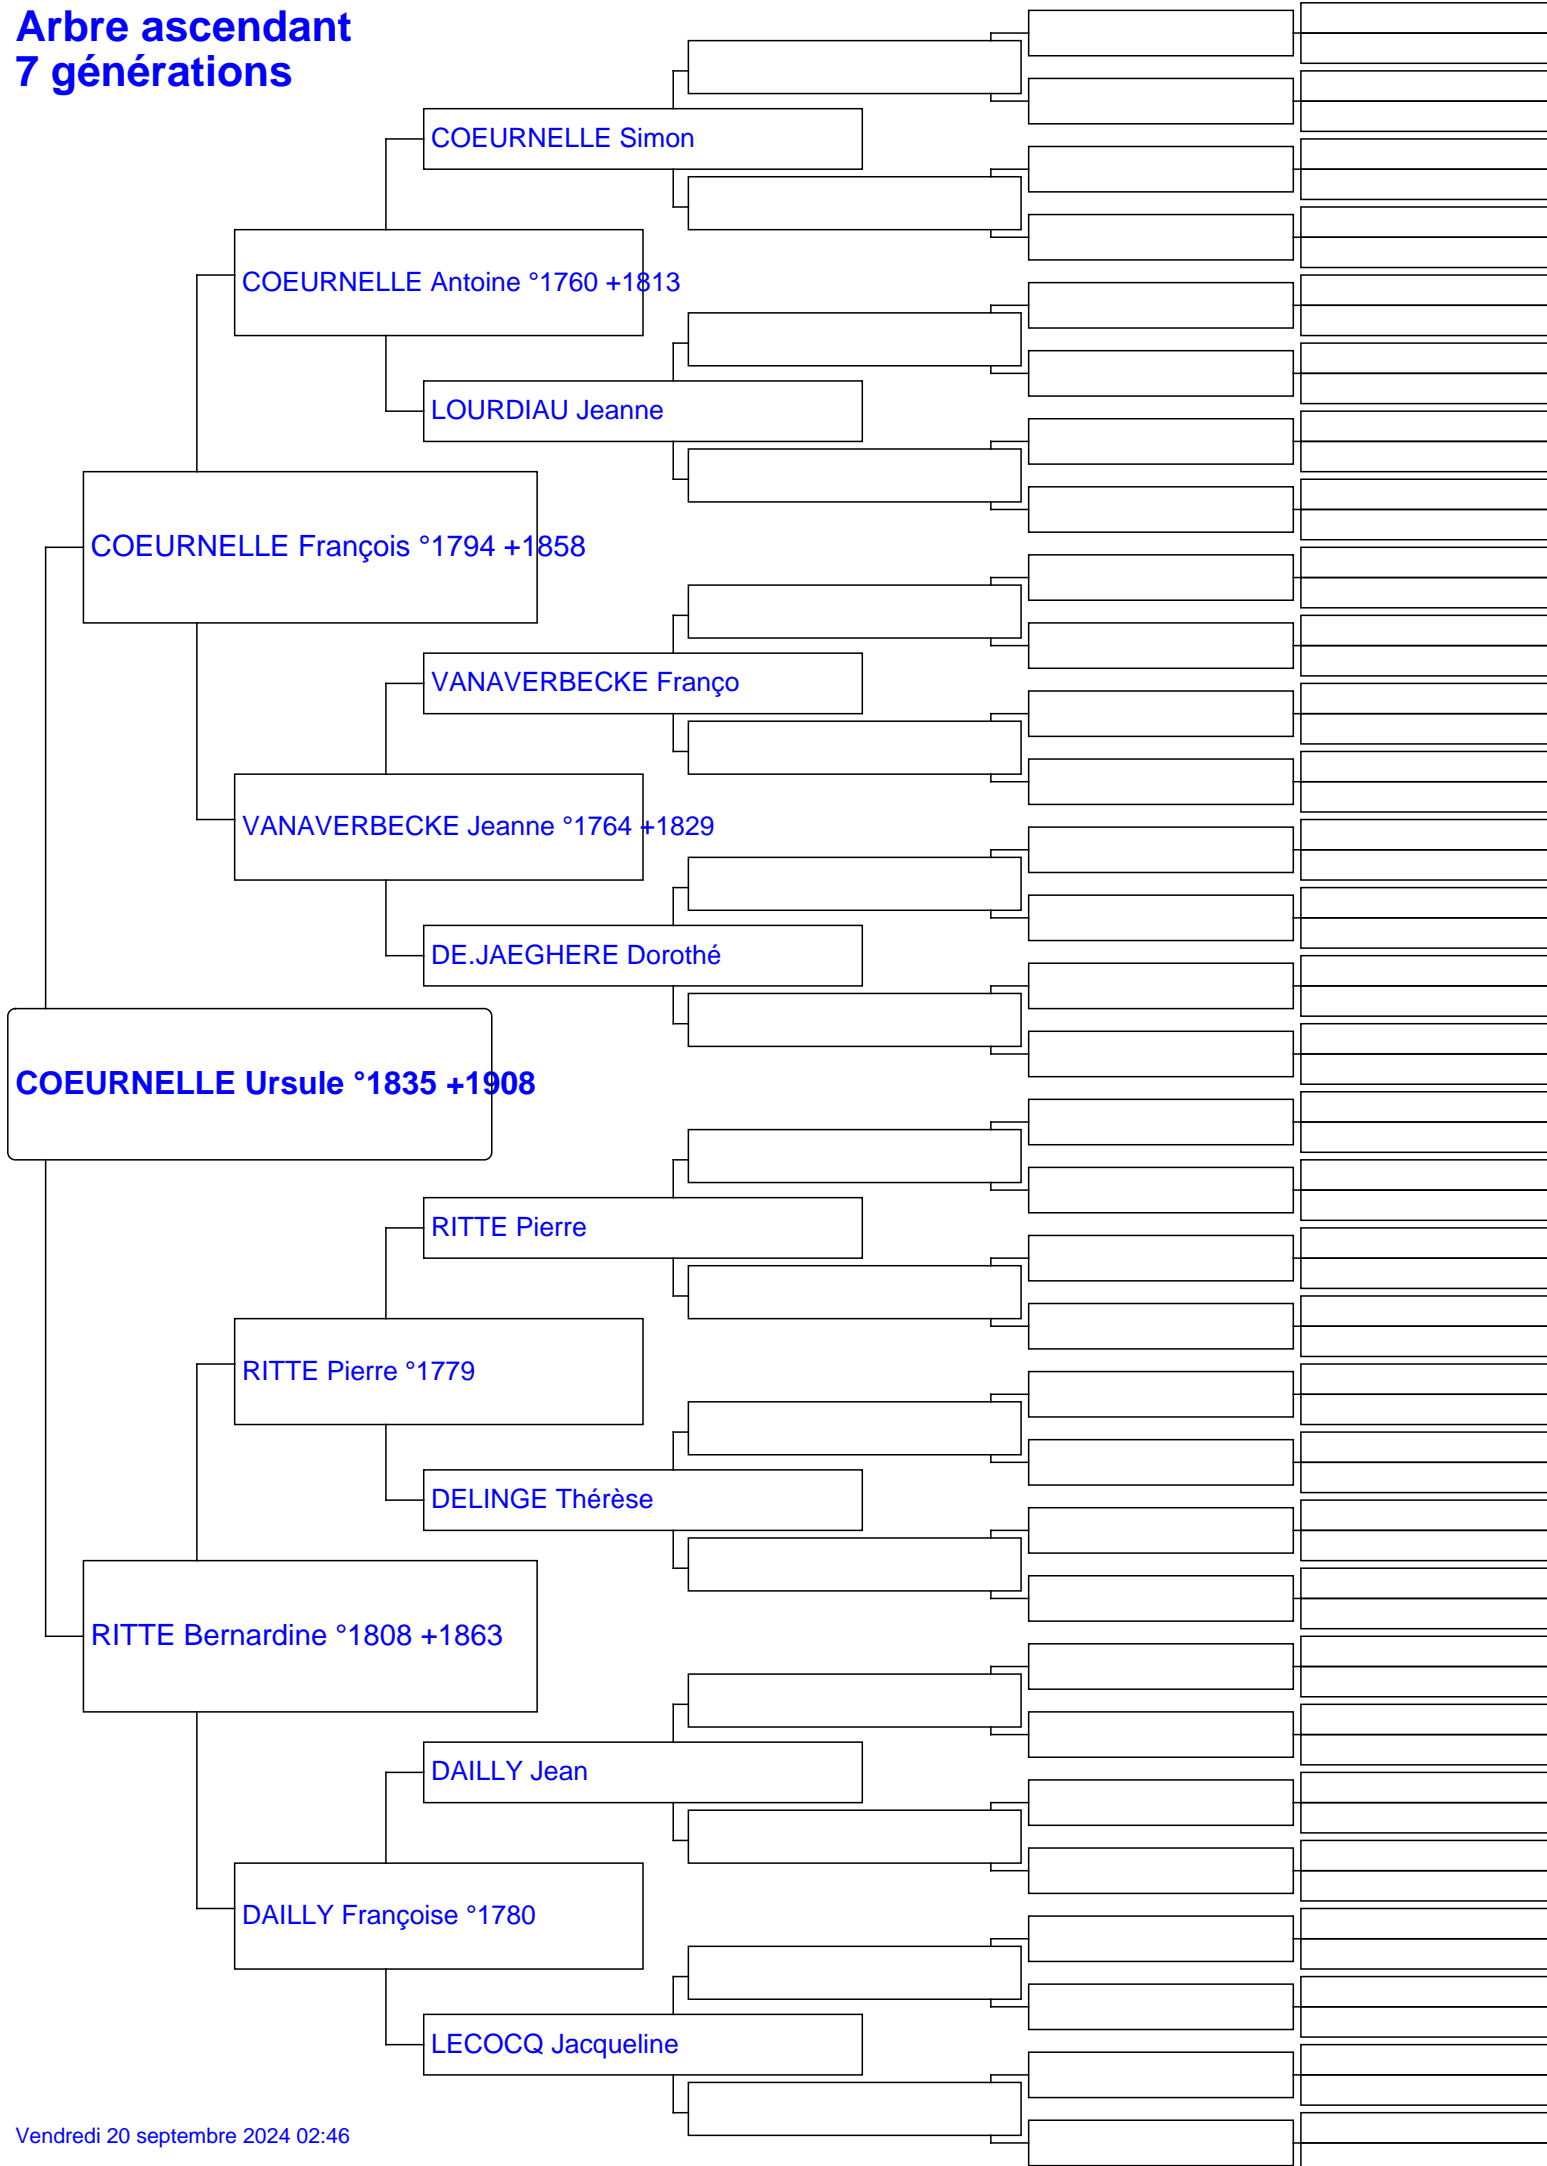 Arbre ascendant
7 générations
COEURNELLE Simon
COEURNELLE Antoine °1760 +1813
LOURDIAU Jeanne
COEURNELLE François °1794 +1858
VANAVERBECKE Franço
VANAVERBECKE Jeanne °1764 +1829
DE.JAEGHERE Dorothé
COEURNELLE Ursule °1835 +1908
RITTE Pierre
RITTE Pierre °1779
DELINGE Thérèse
RITTE Bernardine °1808 +1863
DAILLY Jean
DAILLY Françoise °1780
LECOCQ Jacqueline
Vendredi 20 septembre 2024 02:46